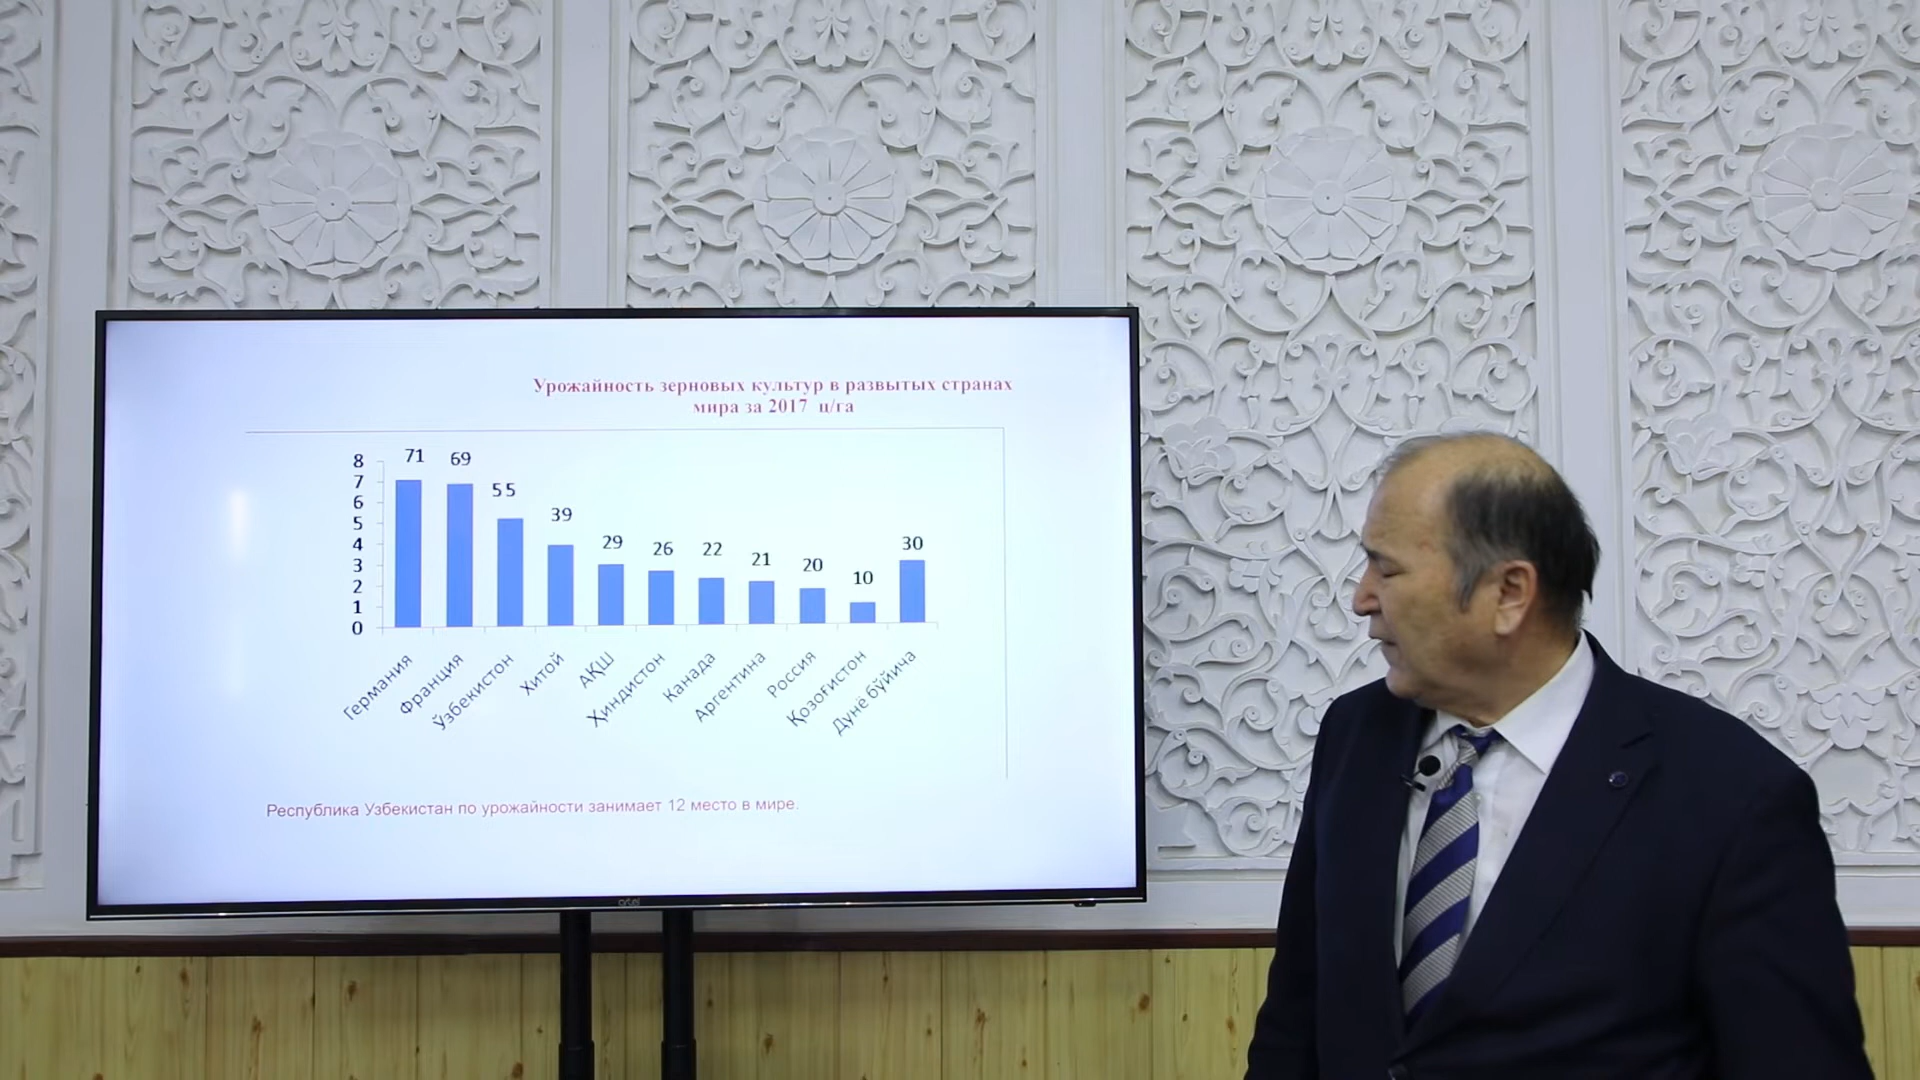 Урожайность зерновых культур в развытых странах
мира за 2017 ц/га
8
7
6
5
4
3
2
1
0
71
69
55
39
29
26
22
21
20
10
30
Германия
Франция
Ўзбекистон
Хитой
АҚШ
Ҳиндистон
Канада
Аргентина
Россия
Қозоғистон
Дунё бўйича
Республика Узбекистан по урожайности занимает 12 место в мире.
artel